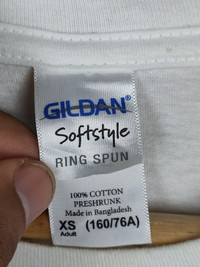 GILDAN®
Softstyle
RING SPUN
100% COTTON
PRESHRUNK
Made in Bangladesh
XS (160/76A)
Adult